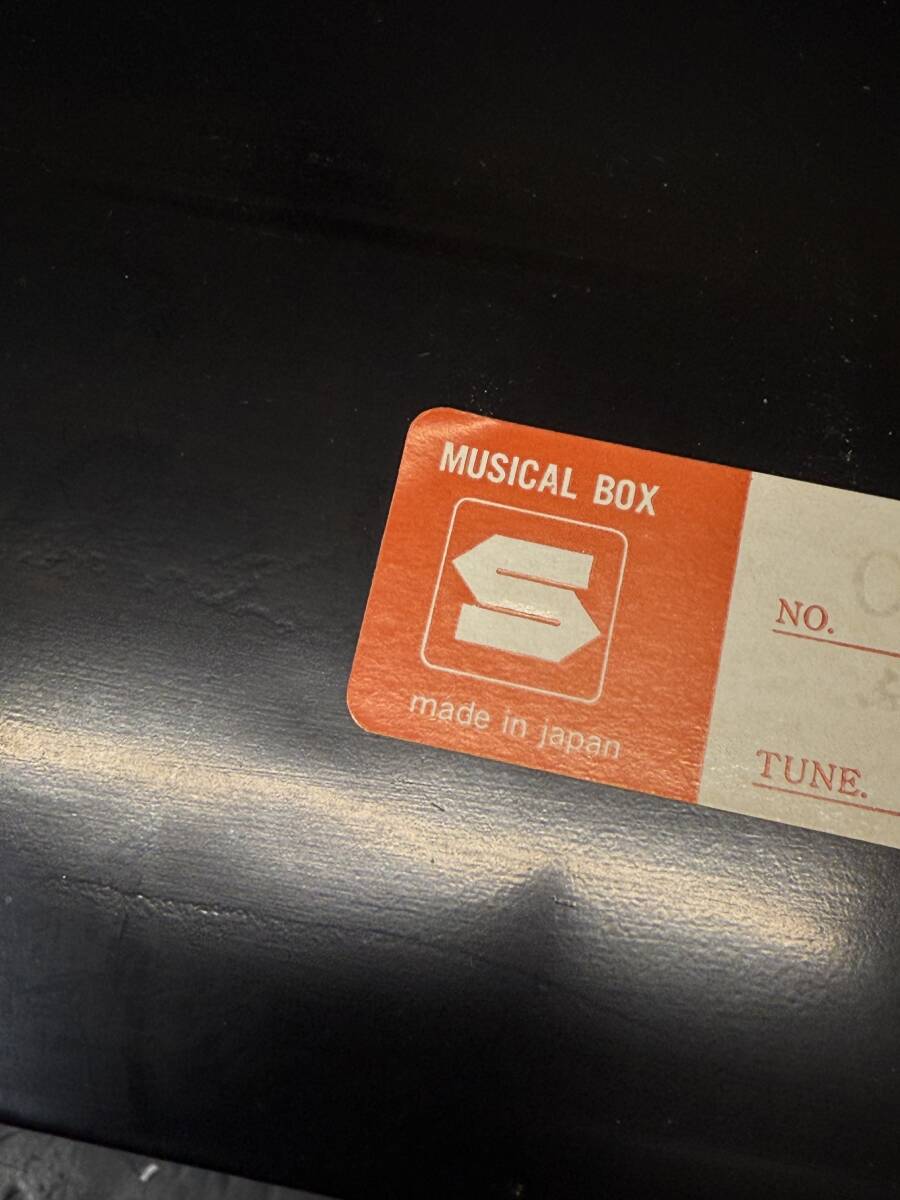 MUSICAL BOX
S
made in japan
NO.
TUNE.